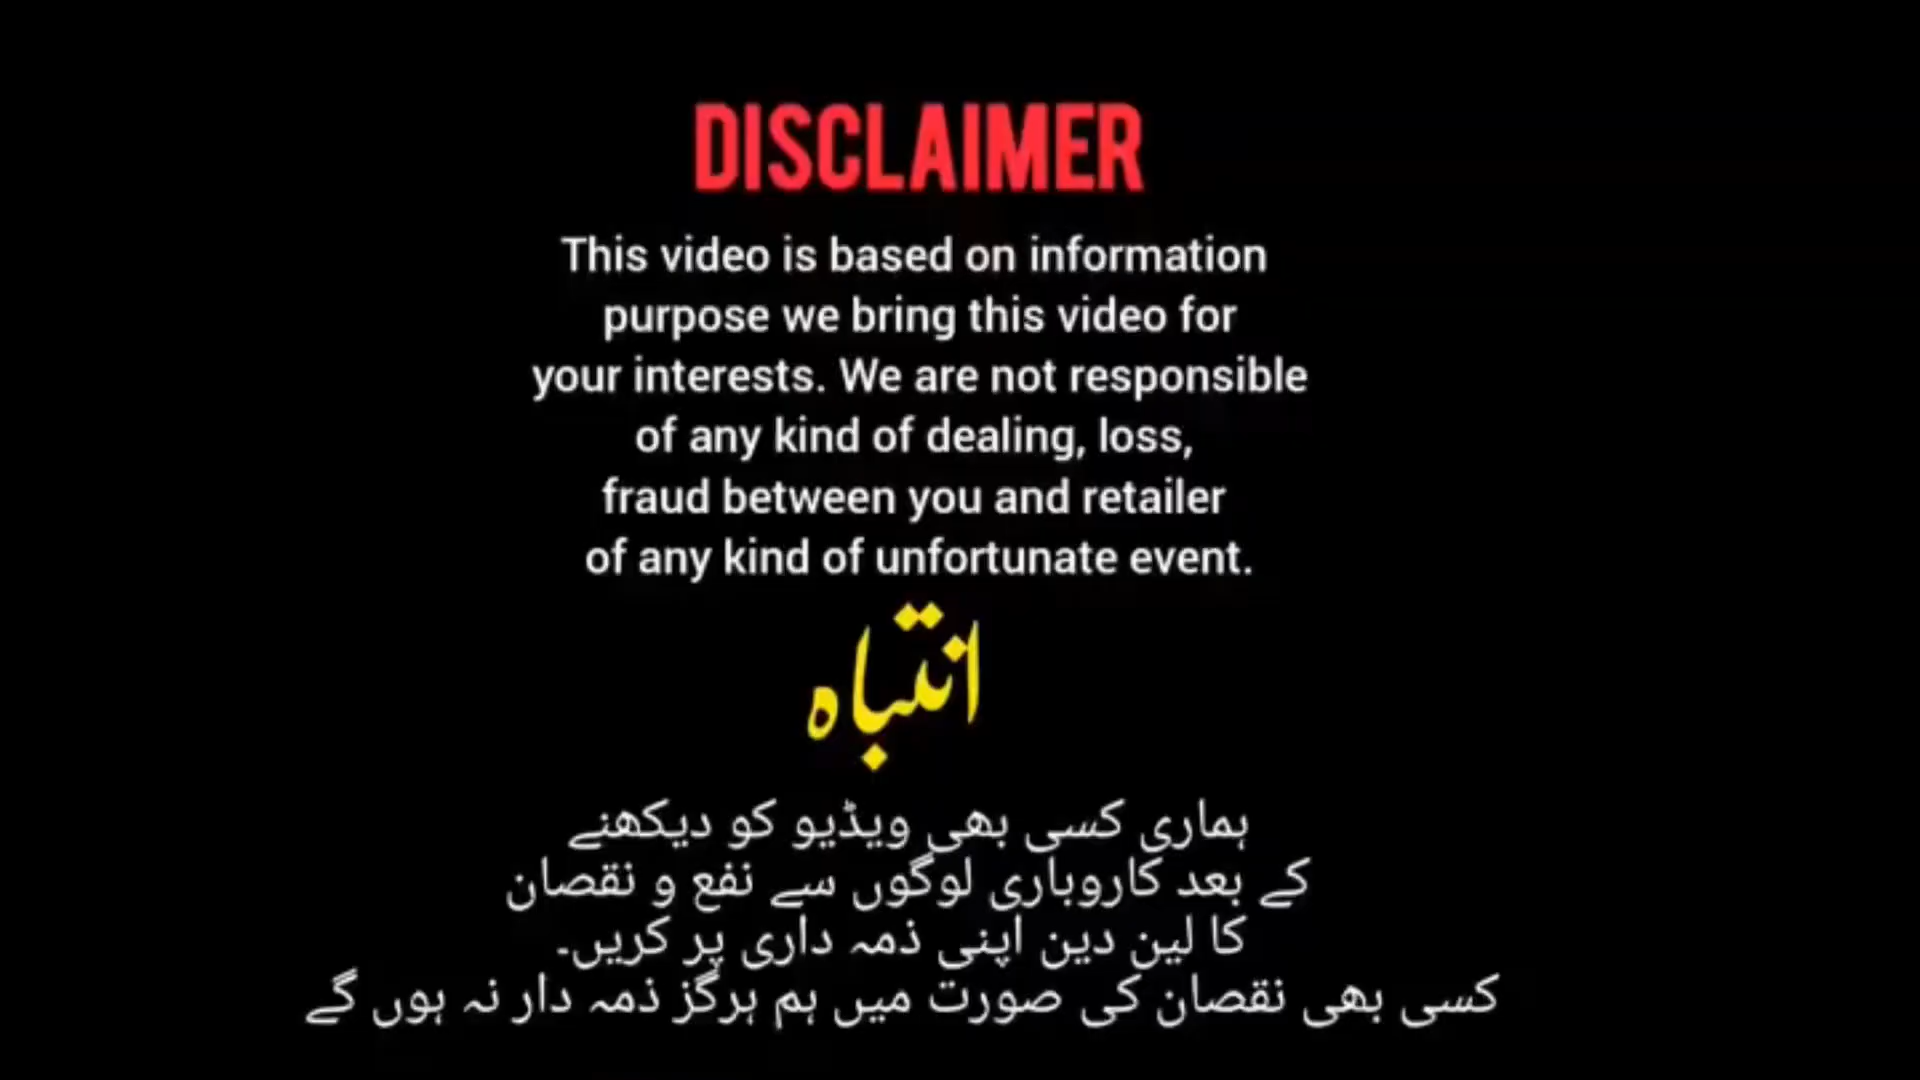 DISCLAIMER
This video is based on information
purpose we bring this video for
your interests. We are not responsible
of any kind of dealing, loss,
fraud between you and retailer
of any kind of unfortunate event.
انتباہ
ہماری کسی بھی ویڈیو کو دیکھنے
کے بعد کاروباری لوگوں سے نفع و نقصان
کا لین دین اپنی ذمہ داری پر کریں۔
کسی بھی نقصان کی صورت میں ہم ہرگز ذمہ دار نہ ہوں گے